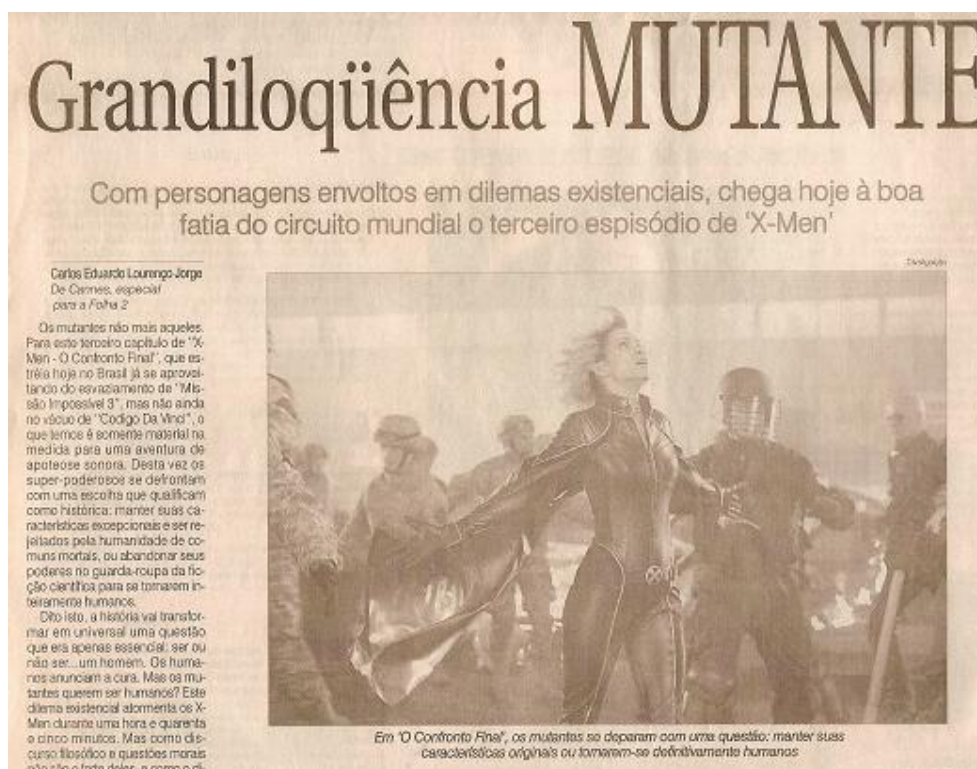 Grandiloqüência MUTANTE
Com personagens envoltos em dilemas existenciais, chega hoje à boa
fatia do circuito mundial o terceiro espisódio de 'X-Men'
Divulgação
Carlos Eduardo Lourenço Jorge
De Cannes, especial
para a Folha 2
Os mutantes não mais aqueles.
Para este terceiro capítulo de "X-
Men - O Confronto Final", que es-
tréia hoje no Brasil já se aprovei-
tando do esvaziamento de "Mis-
são Impossível 3", mas não ainda
no vácuo de "Código Da Vinci", o
que temos é somente material na
medida para uma aventura de
apoteose sonora. Desta vez os
super-poderosos se defrontam
com uma escolha que qualificam
como histórica: manter suas ca-
racterísticas excepcionais e ser re-
jeitados pela humanidade de co-
muns mortais, ou abandonar seus
poderes no guarda-roupa da fic-
ção científica para se tornarem in-
teiramente humanos.
Dito isto, a história vai transfor-
mar em universal uma questão
que era apenas essencial: ser ou
não ser...um homem. Os huma-
nos anunciam a cura. Mas os mu-
tantes querem ser humanos? Este
dilema existencial atormenta os X-
Men durante uma hora e quarenta
e cinco minutos. Mas como dis-
curso filosófico e questões morais
não são o forte deles, e como o di-
Em 'O Confronto Final', os mutantes se deparam com uma questão: manter suas
características originais ou tornarem-se definitivamente humanos